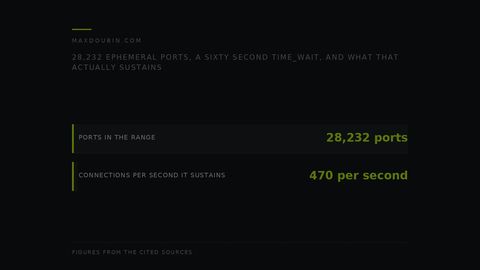 MAXDOURIN.COM
28,232 EPHEMERAL PORTS, A SIXTY SECOND TIME_WAIT, AND WHAT THAT
ACTUALLY SUSTAINS
PORTS IN THE RANGE
28,232 ports
CONNECTIONS PER SECOND IT SUSTAINS
470 per second
FIGURES FROM THE CITED SOURCES